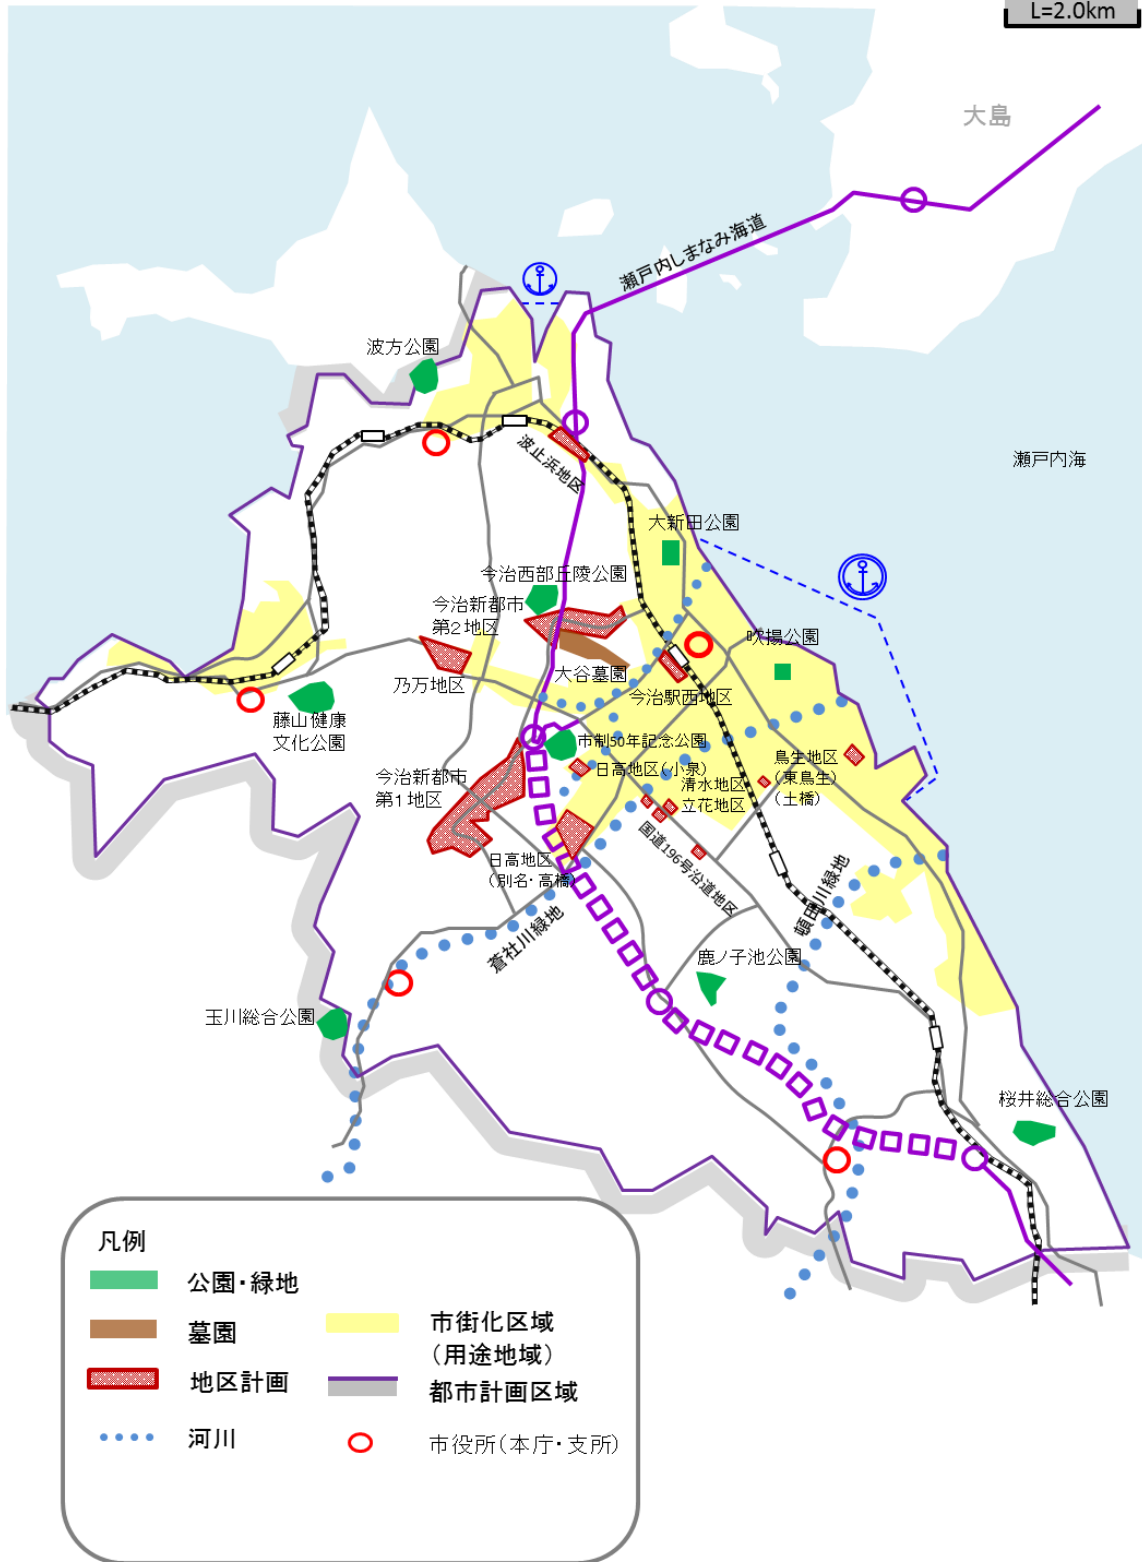 L=2.0km
大島
瀬戸内しまなみ海道
波方公園
波止浜地区
瀬戸内海
大新田公園
今治西部丘陵公園
今治新都市
第2地区
吹揚公園
大谷墓園
乃万地区
今治駅西地区
藤山健康
文化公園
市制50年記念公園
日高地区(小泉)
鳥生地区
(東鳥生)
(土橋)
今治新都市
第1地区
清水地区
立花地区
国道196号沿道地区
日高地区
(別名・高橋)
頓田川緑地
蒼社川緑地
鹿ノ子池公園
玉川総合公園
桜井総合公園
凡例
公園・緑地
墓園
地区計画
河川
市街化区域
(用途地域)
都市計画区域
市役所(本庁・支所)